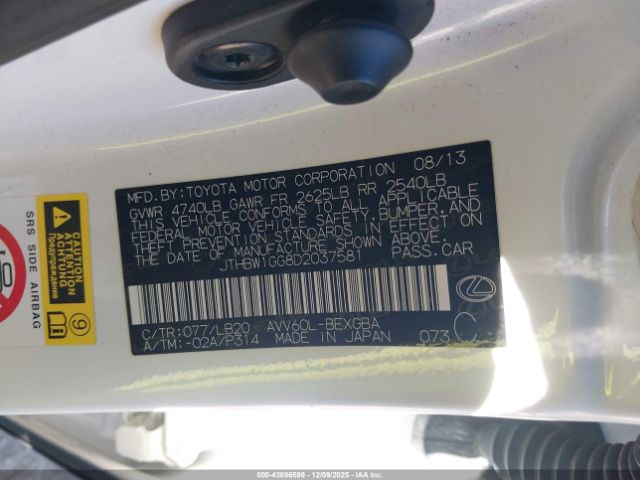 MFD. BY: TOYOTA MOTOR CORPORATION 08/13
GVWR 4740LB GAWR FR 2625LB RR 2540LB
THIS VEHICLE CONFORMS TO ALL APPLICABLE
FEDERAL MOTOR VEHICLE SAFETY, BUMPER, AND
THEFT PREVENTION STANDARDS IN EFFECT ON
THE DATE OF MANUFACTURE SHOWN ABOVE.
JTHBW1GG8D2037581 PASS. CAR
C/TR: 077/LB20 AVV60L-BEXGBA
A/TM: -02A/P314 MADE IN JAPAN 073 C
SRS SIDE AIRBAG
CAUTION
ATTENTION
9
000-43896599 | 12/09/2025 | IAAI.CA